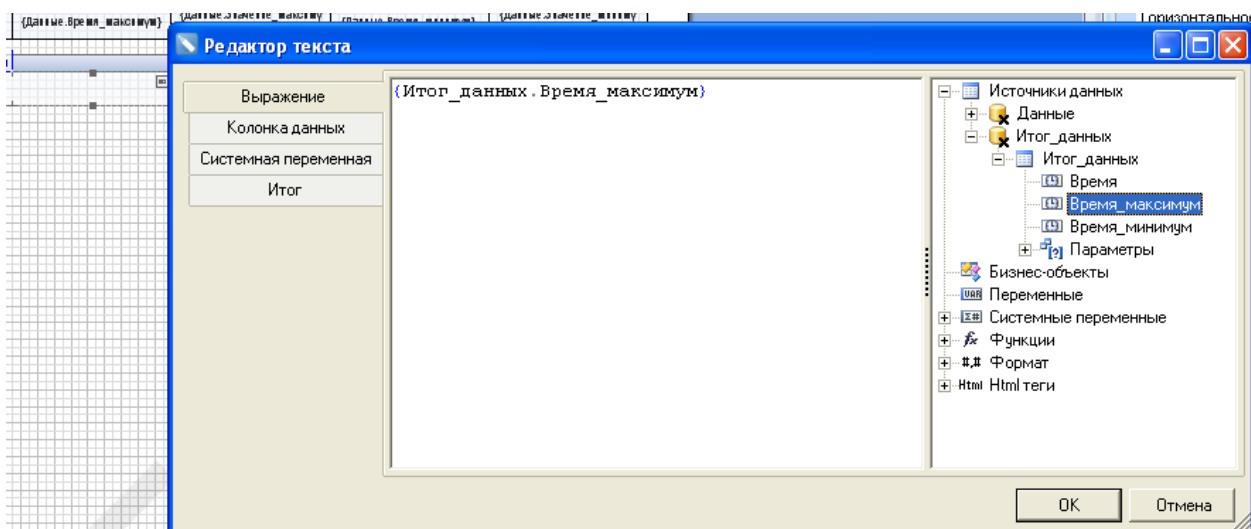 {Данные.Время_максимум}
Редактор текста
Выражение
Колонка данных
Системная переменная
Итог
{Итог_данных.Время_максимум}
Источники данных
Данные
Итог_данных
Итог_данных
Время
Время_максимум
Время_минимум
Параметры
Бизнес-объекты
Переменные
Системные переменные
Функции
#,# Формат
Html Html теги
OK
Отмена